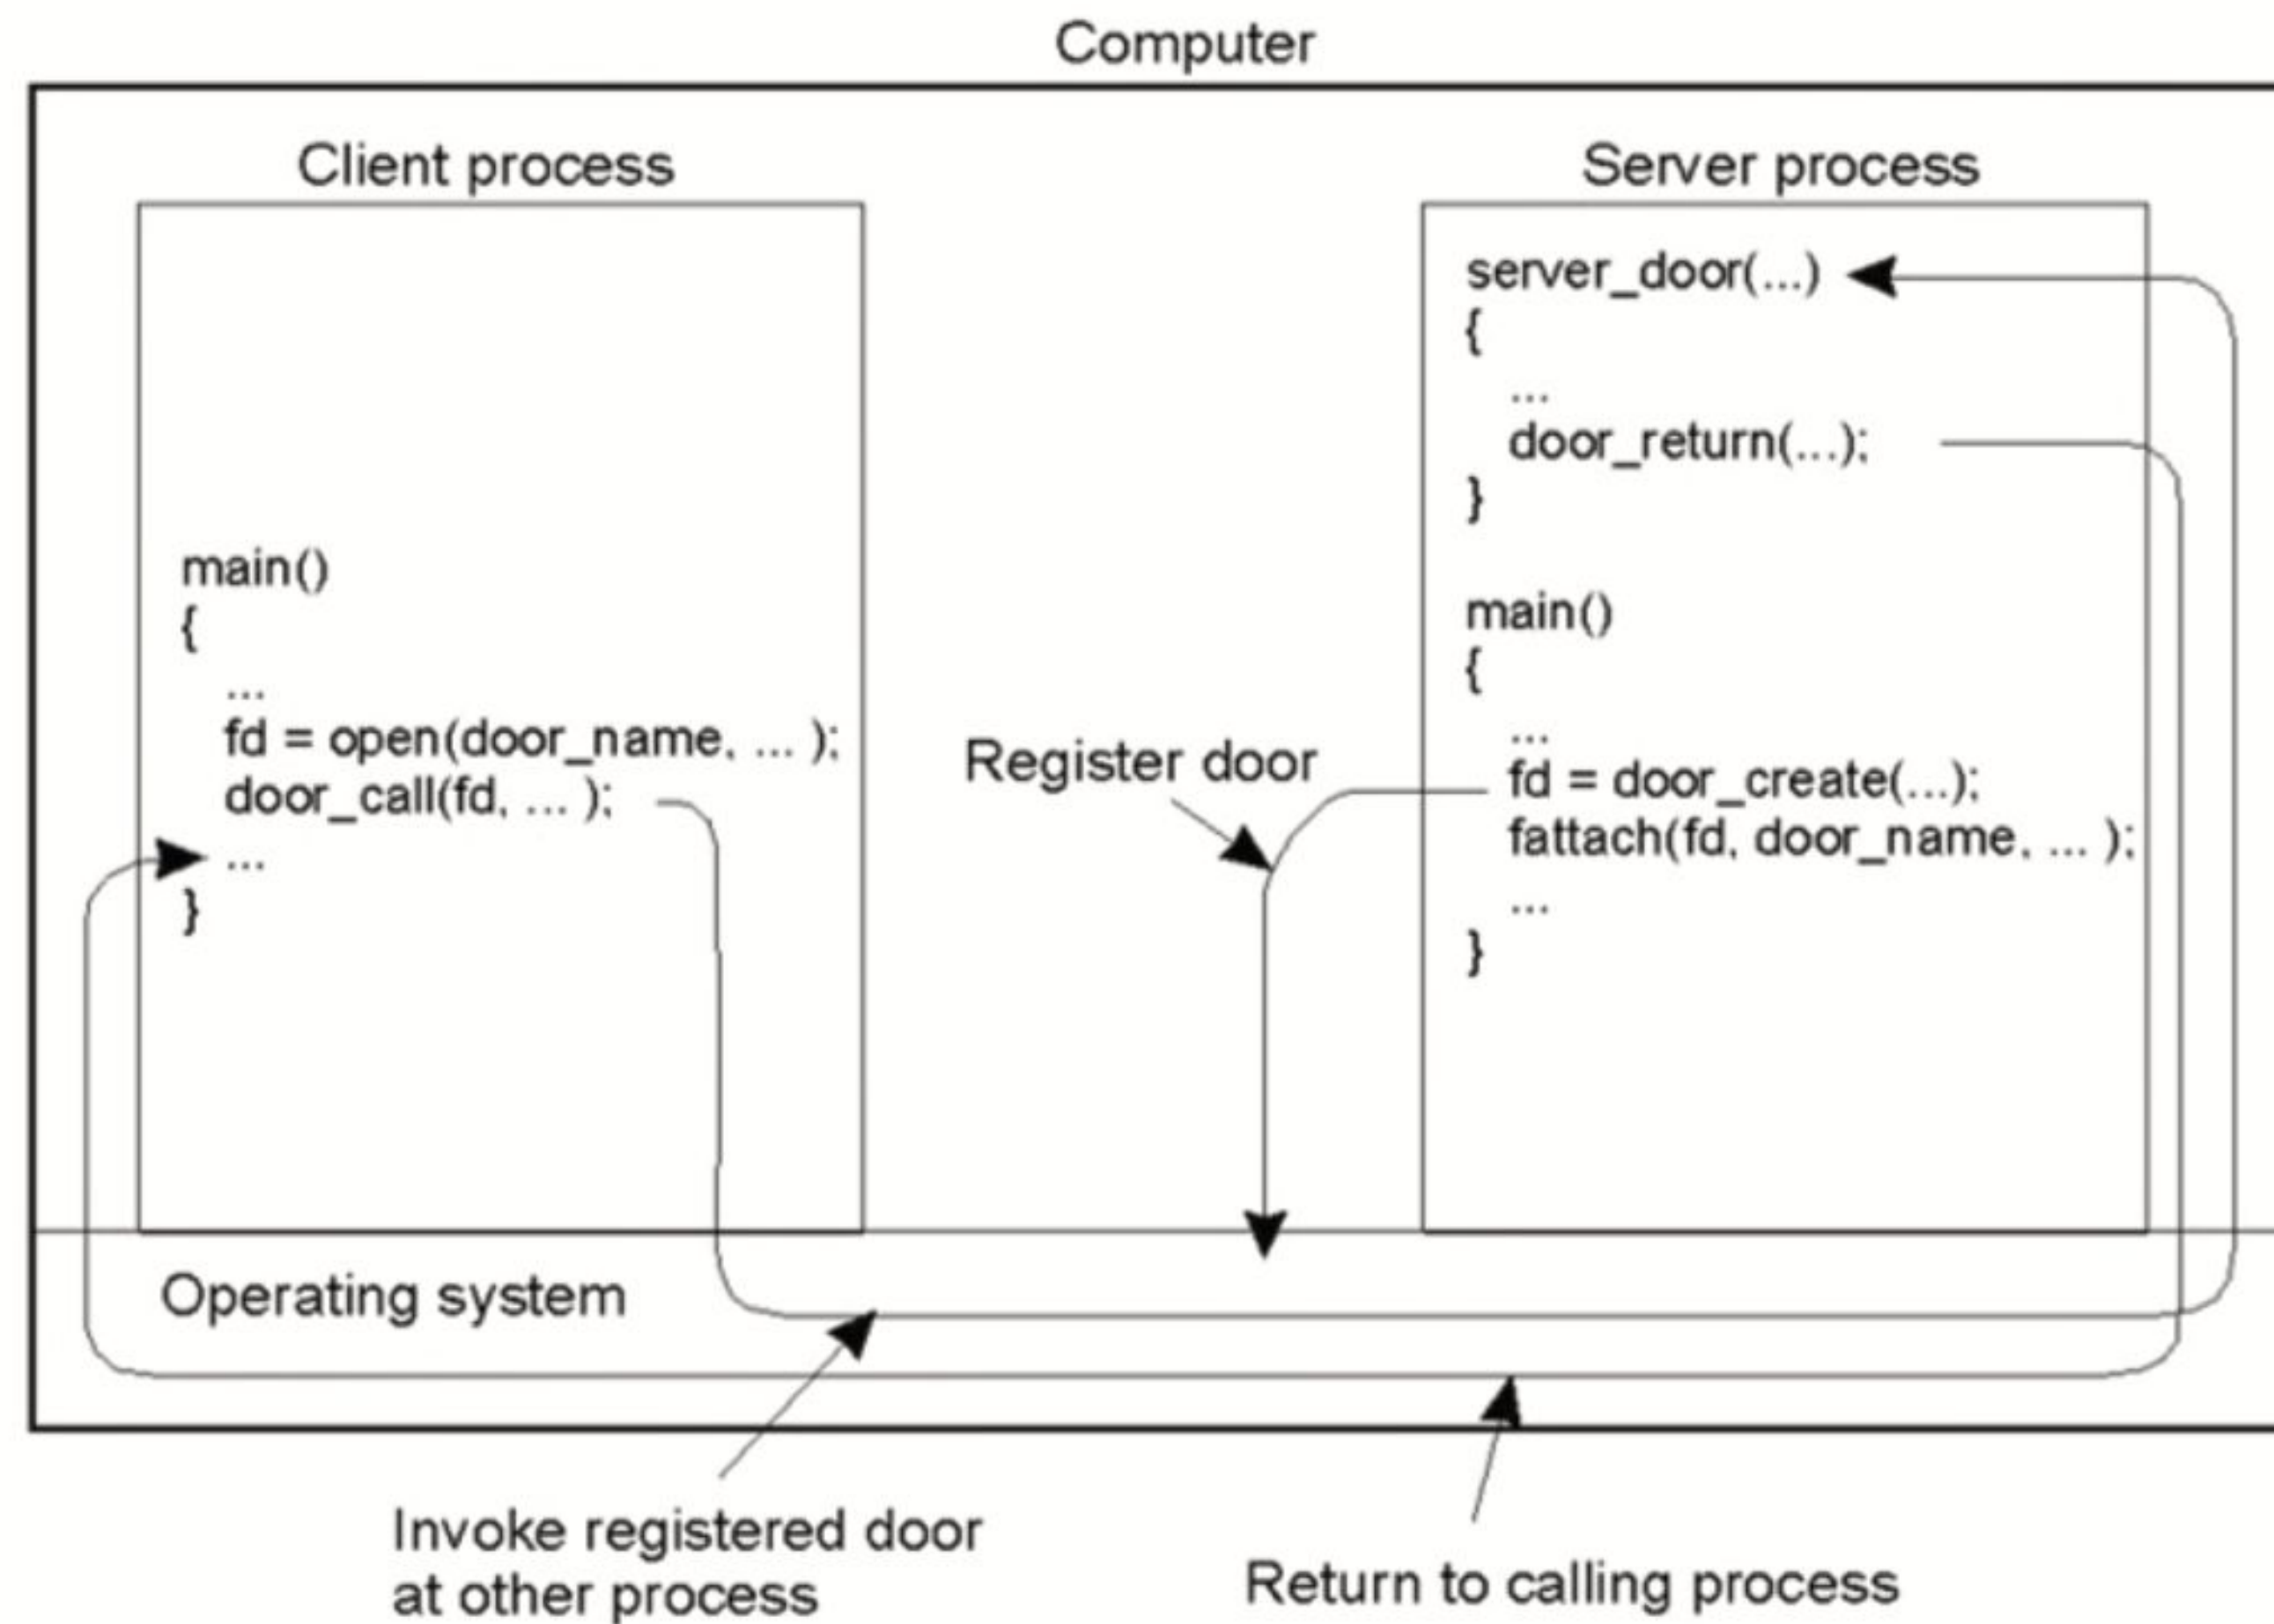 Computer
Client process
main()
{
...
fd = open(door_name, ... );
door_call(fd, ... );
...
}
Register door
Server process
server_door(...)
{
...
door_return(...);
}
main()
{
...
fd = door_create(...);
fattach(fd, door_name, ... );
...
}
Operating system
Invoke registered door
at other process
Return to calling process